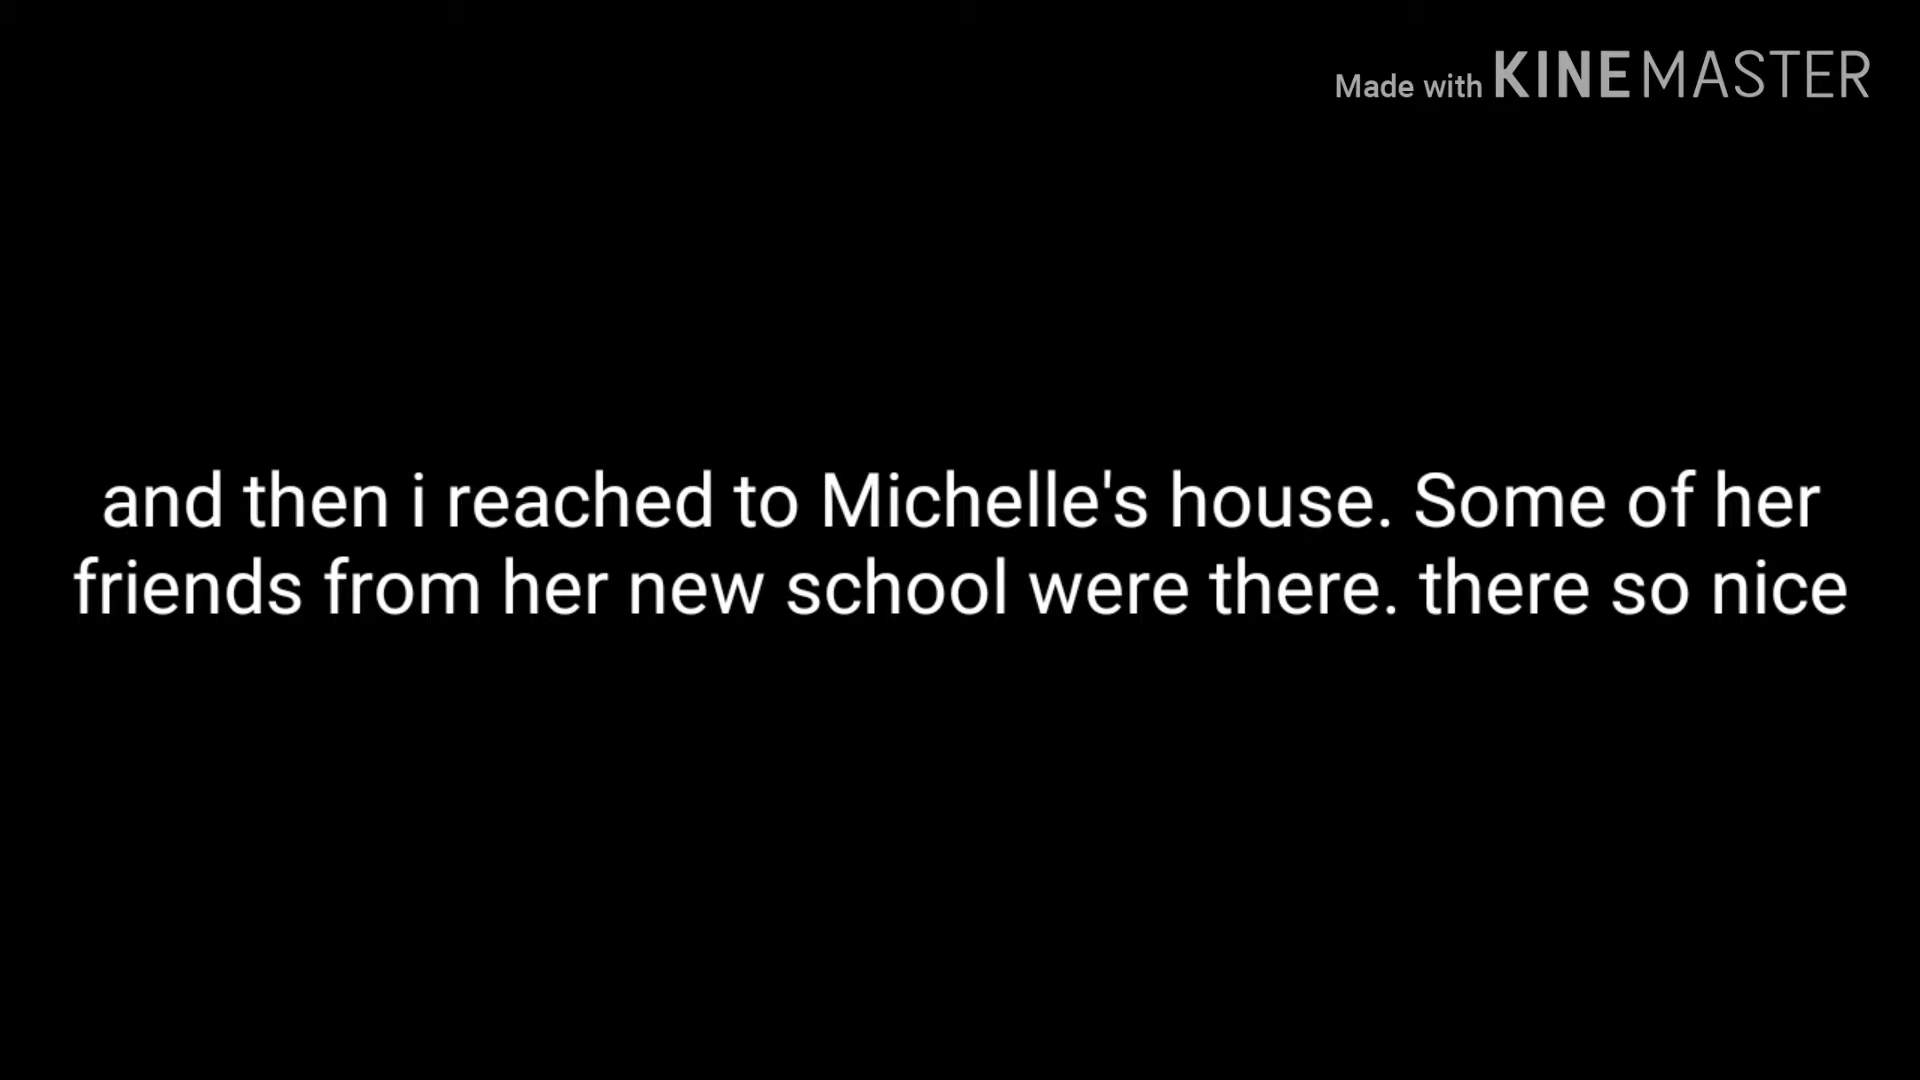 Made with KINEMASTER
and then i reached to Michelle's house. Some of her
friends from her new school were there. there so nice